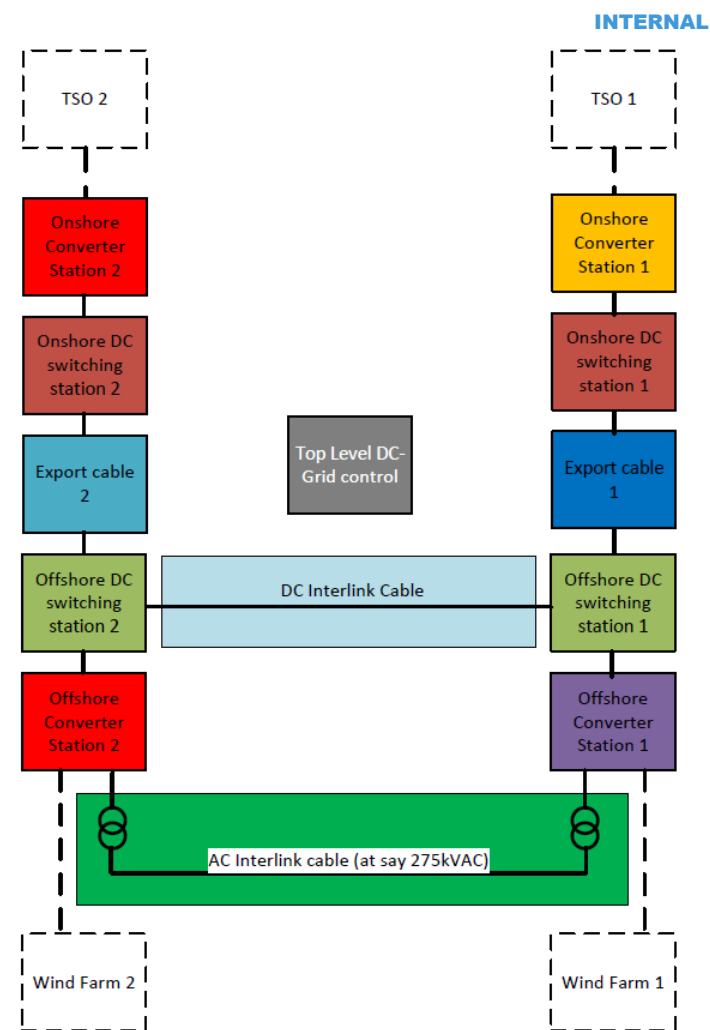 INTERNAL
TSO 2
TSO 1
Onshore
Converter
Station 2
Onshore
Converter
Station 1
Onshore DC
switching
station 2
Onshore DC
switching
station 1
Top Level DC-
Grid control
Export cable
2
Export cable
1
Offshore DC
switching
station 2
DC Interlink Cable
Offshore DC
switching
station 1
Offshore
Converter
Station 2
Offshore
Converter
Station 1
AC Interlink cable (at say 275kVAC)
Wind Farm 2
Wind Farm 1